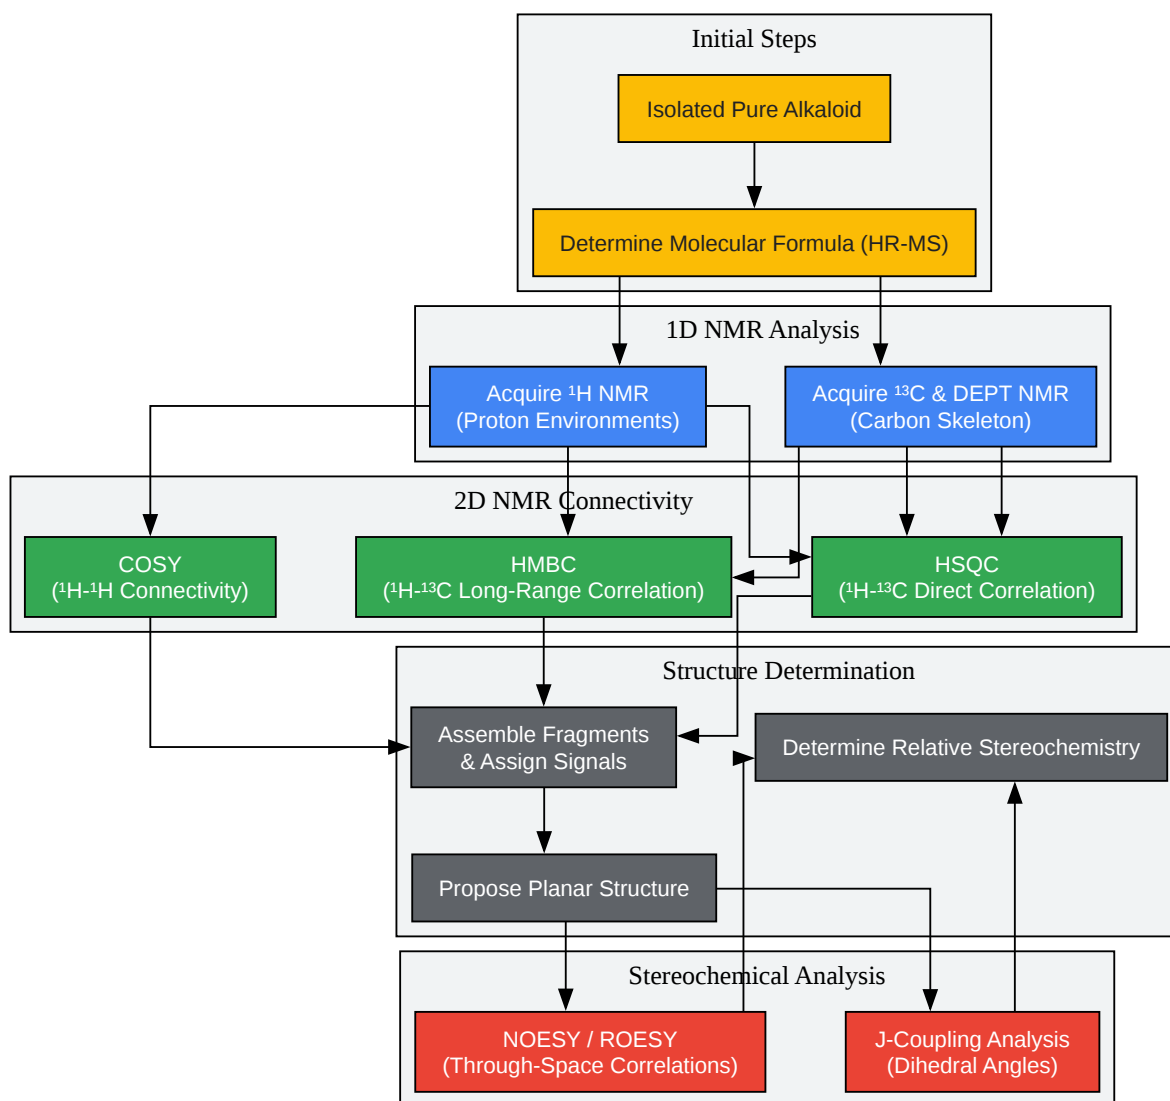 Initial Steps
Isolated Pure Alkaloid
Determine Molecular Formula (HR-MS)
1D NMR Analysis
Acquire ¹H NMR
(Proton Environments)
Acquire ¹³C & DEPT NMR
(Carbon Skeleton)
2D NMR Connectivity
COSY
(¹H-¹H Connectivity)
HMBC
(¹H-¹³C Long-Range Correlation)
HSQC
(¹H-¹³C Direct Correlation)
Structure Determination
Assemble Fragments
& Assign Signals
Determine Relative Stereochemistry
Propose Planar Structure
Stereochemical Analysis
NOESY / ROESY
(Through-Space Correlations)
J-Coupling Analysis
(Dihedral Angles)